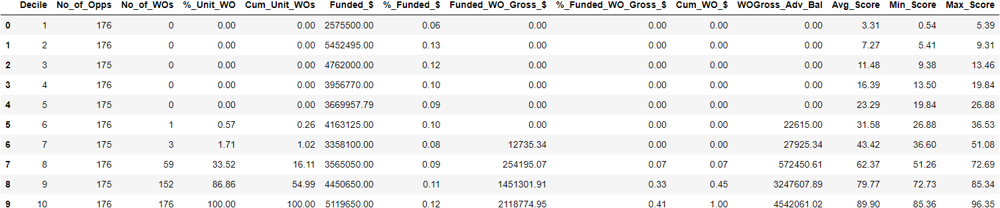 Decile No_of_Opps No_of_WOs %_Unit_WO Cum_Unit_WOs Funded_$ %_Funded_$ Funded_WO_Gross_$ %_Funded_WO_Gross_$ Cum_WO_$ WOGross_Adv_Bal Avg_Score Min_Score Max_Score
0 1 176 0 0.00 0.00 2575500.00 0.06 0.00 0.00 0.00 0.00 3.31 0.54 5.39
1 2 176 0 0.00 0.00 5452495.00 0.13 0.00 0.00 0.00 0.00 7.27 5.41 9.31
2 3 175 0 0.00 0.00 4762000.00 0.12 0.00 0.00 0.00 0.00 11.48 9.38 13.46
3 4 176 0 0.00 0.00 3956770.00 0.10 0.00 0.00 0.00 0.00 16.39 13.50 19.84
4 5 175 0 0.00 0.00 3669957.79 0.09 0.00 0.00 0.00 0.00 23.29 19.84 26.88
5 6 176 1 0.57 0.26 4163125.00 0.10 0.00 0.00 0.00 22615.00 31.58 26.88 36.53
6 7 175 3 1.71 1.02 3358100.00 0.08 12735.34 0.00 0.00 27925.34 43.42 36.60 51.08
7 8 176 59 33.52 16.11 3565050.00 0.09 254195.07 0.07 0.07 572450.61 62.37 51.26 72.69
8 9 175 152 86.86 54.99 4450650.00 0.11 1451301.91 0.33 0.45 3247607.89 79.77 72.73 85.34
9 10 176 176 100.00 100.00 5119650.00 0.12 2118774.95 0.41 1.00 4542061.02 89.90 85.36 96.35